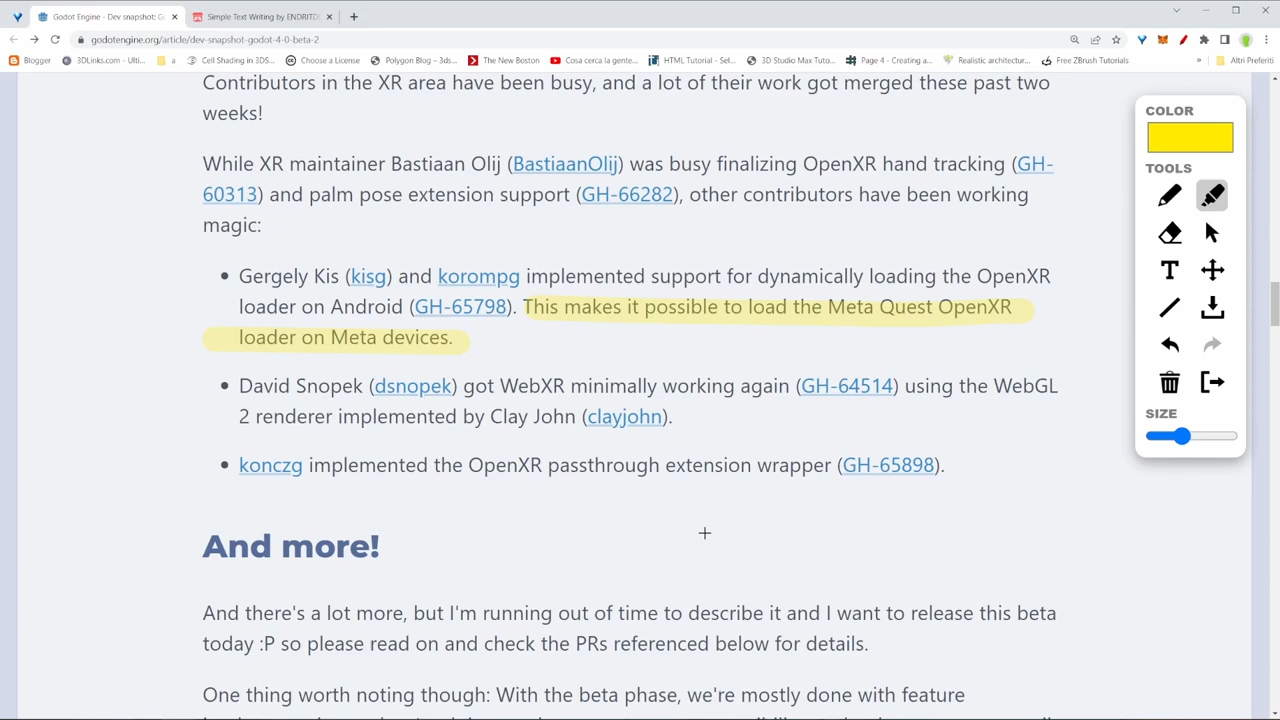 Godot Engine - Dev snapshot: G
Simple Text Writing by ENDRITD
godotengine.org/article/dev-snapshot-godot-4-0-beta-2
Blogger
3DLinks.com - Ulti...
a
Cell Shading in 3DS...
Choose a License
Polygon Blog – 3ds...
The New Boston
Cosa cerca la gente...
HTML Tutorial - Sel...
3D Studio Max Tuto...
Page 4 - Creating a...
Realistic architectur...
Free ZBrush Tutorials
»
Altri Preferiti
Contributors in the XR area have been busy, and a lot of their work got merged these past two
weeks!
While XR maintainer Bastiaan Olij (BastiaanOlij) was busy finalizing OpenXR hand tracking (GH-
60313) and palm pose extension support (GH-66282), other contributors have been working
magic:
• Gergely Kis (kisg) and korompg implemented support for dynamically loading the OpenXR
loader on Android (GH-65798). This makes it possible to load the Meta Quest OpenXR
loader on Meta devices.
• David Snopek (dsnopek) got WebXR minimally working again (GH-64514) using the WebGL
2 renderer implemented by Clay John (clayjohn).
• konczg implemented the OpenXR passthrough extension wrapper (GH-65898).
And more!
And there's a lot more, but I'm running out of time to describe it and I want to release this beta
today :P so please read on and check the PRs referenced below for details.
One thing worth noting though: With the beta phase, we're mostly done with feature
COLOR
TOOLS
T
SIZE